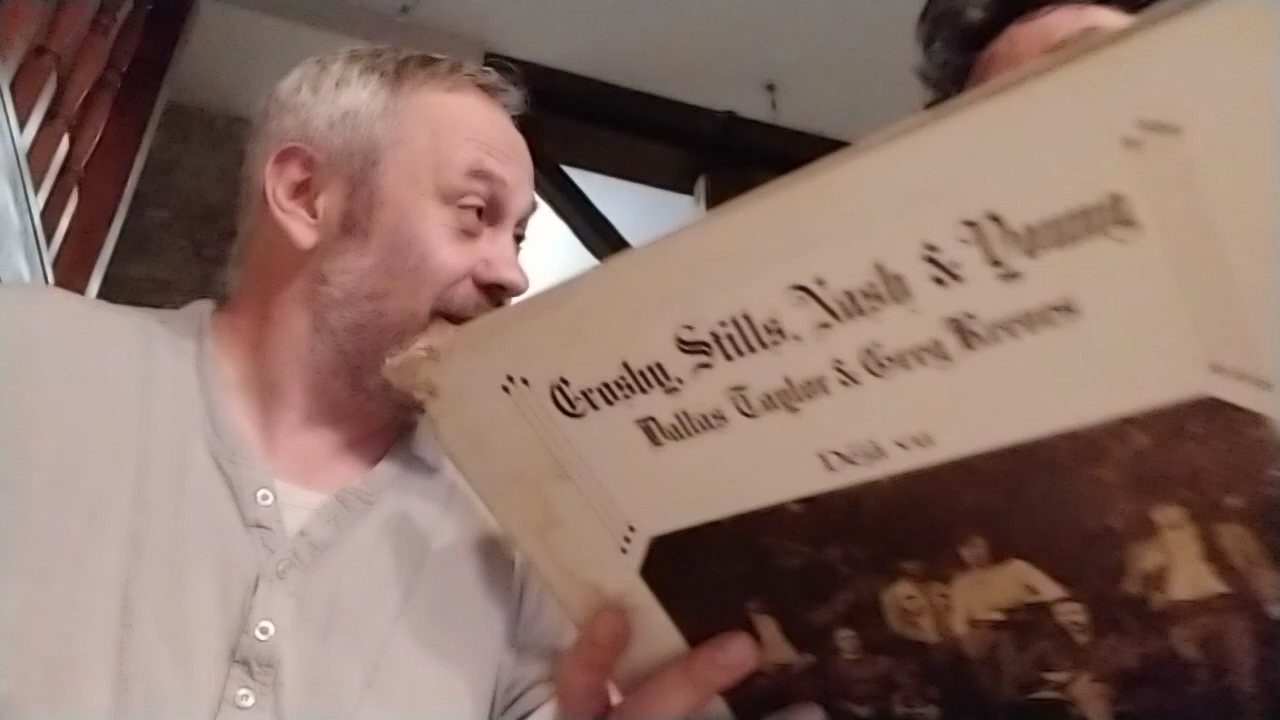 Crosby, Stills, Nash & Young
Dallas Taylor & Greg Reeves
Déjà vu